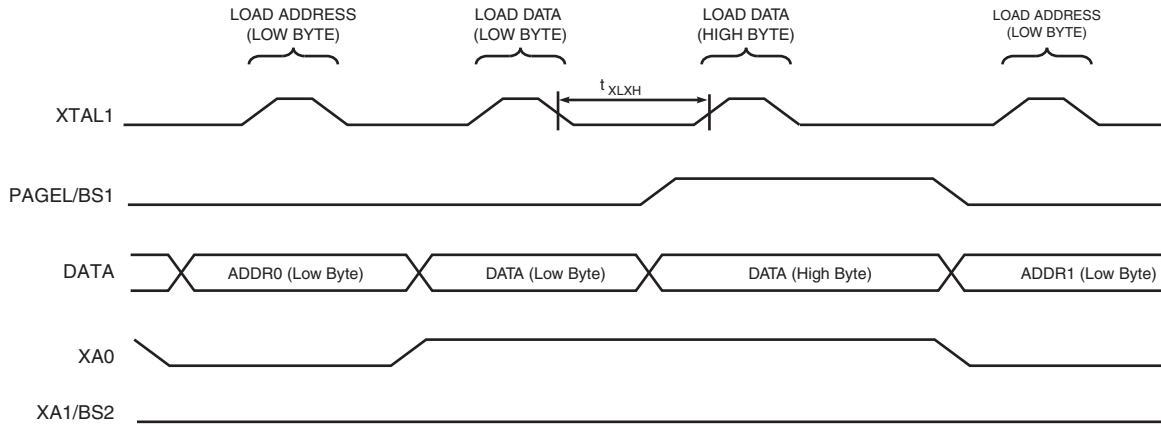 LOAD ADDRESS
(LOW BYTE)
LOAD DATA
(LOW BYTE)
LOAD DATA
(HIGH BYTE)
LOAD ADDRESS
(LOW BYTE)
t XLXH
XTAL1
PAGEL/BS1
DATA
ADDR0 (Low Byte)
DATA (Low Byte)
DATA (High Byte)
ADDR1 (Low Byte)
XA0
XA1/BS2